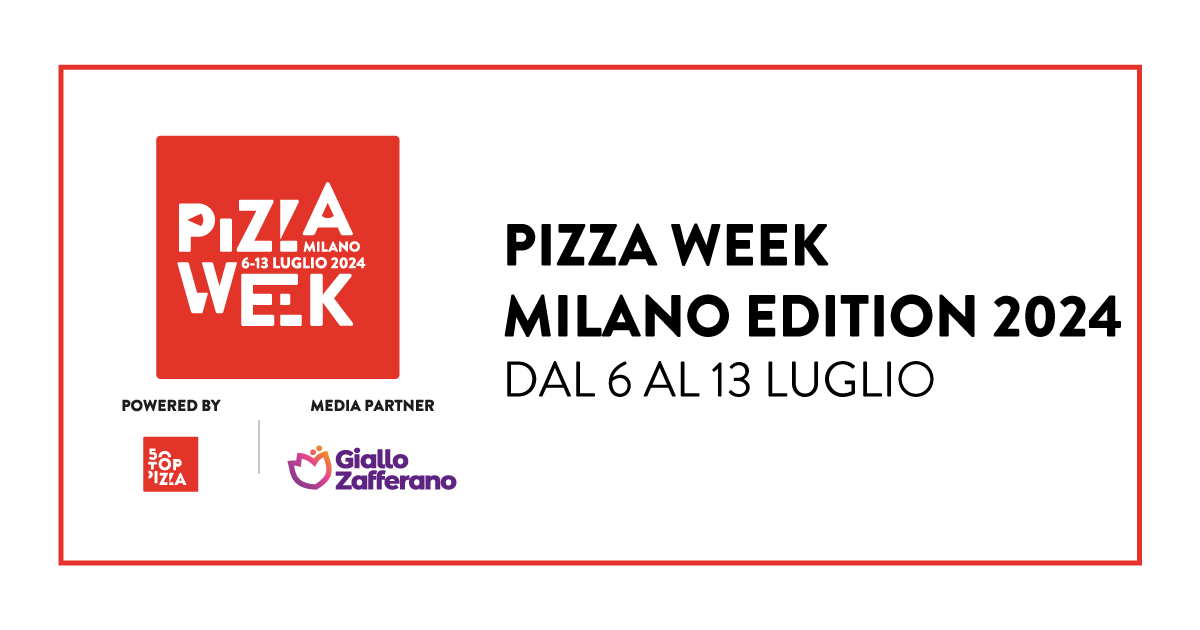 PIZZA
MILANO
6-13 LUGLIO 2024
WEEK
POWERED BY
50
TOP
PIZZA
MEDIA PARTNER
Giallo
Zafferano
PIZZA WEEK
MILANO EDITION 2024
DAL 6 AL 13 LUGLIO